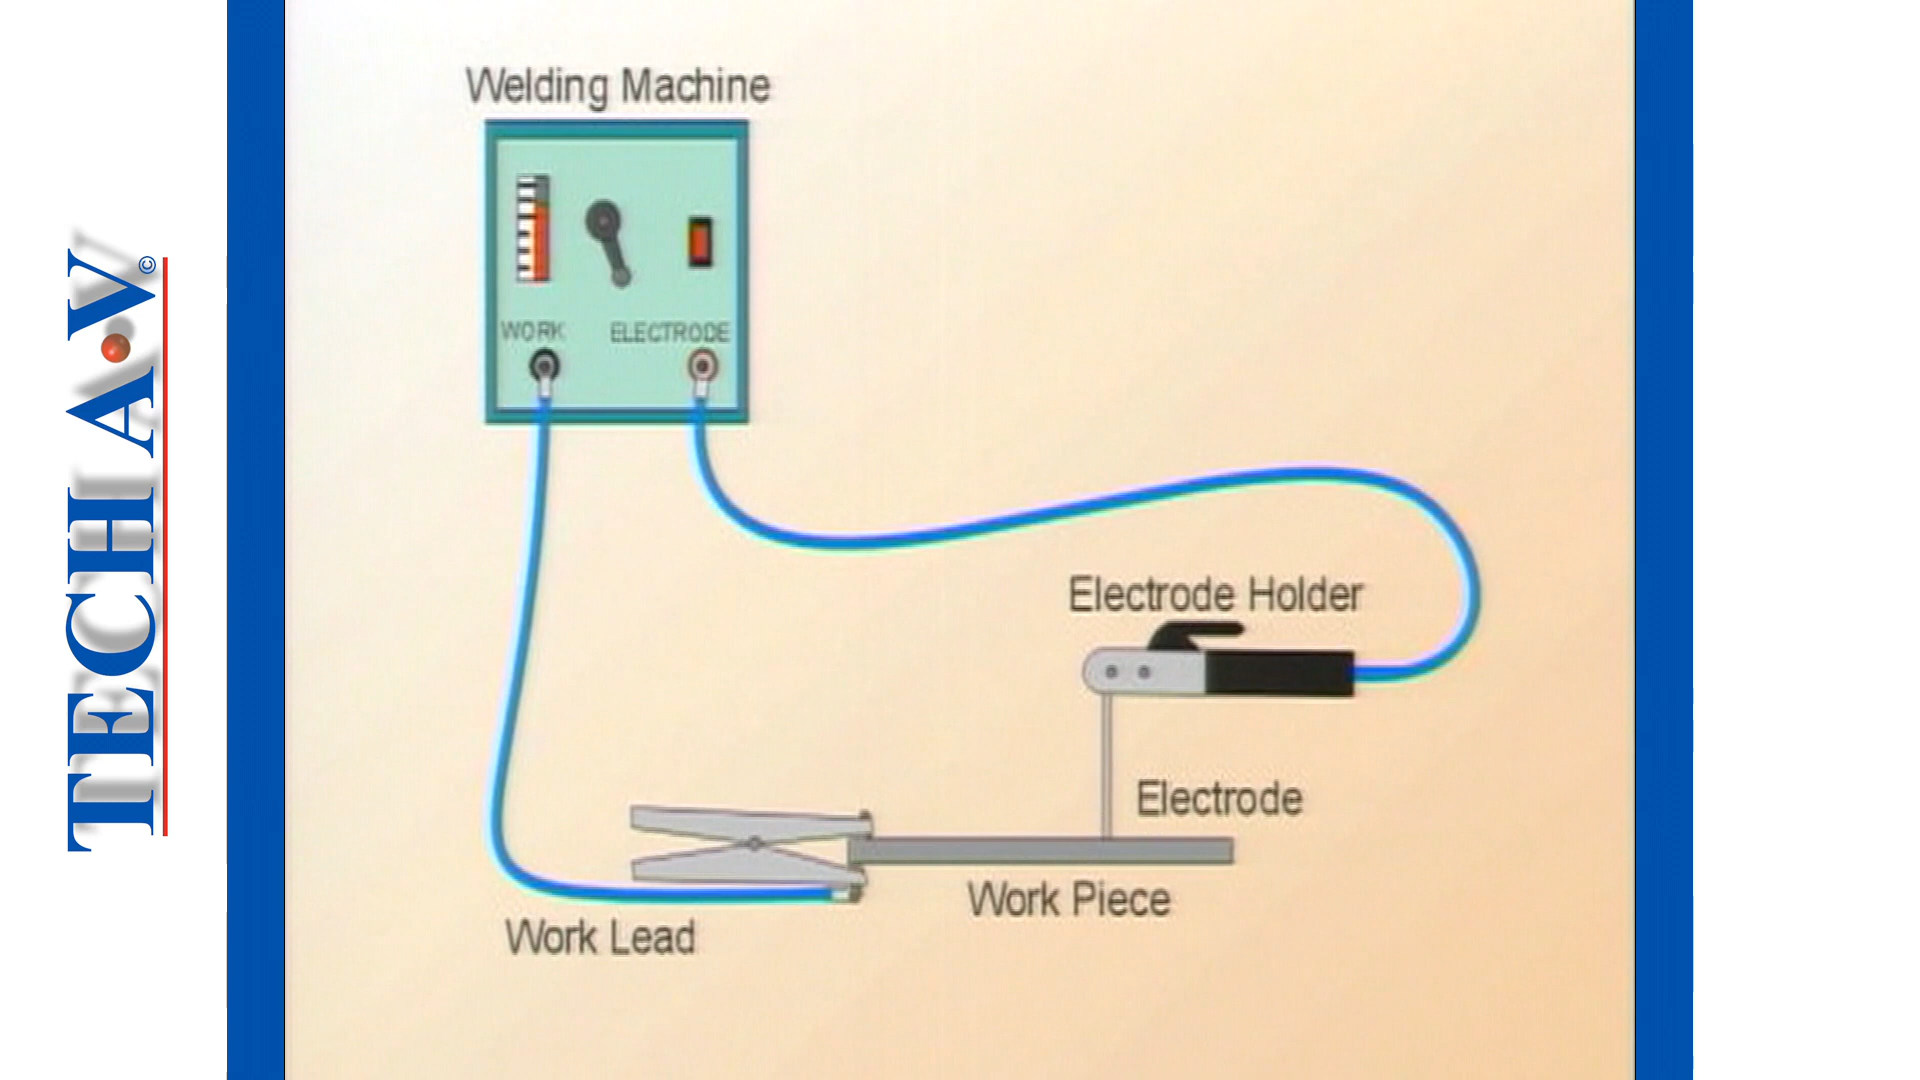 TECH A.V ©
Welding Machine
WORK ELECTRODE
Electrode Holder
Electrode
Work Piece
Work Lead